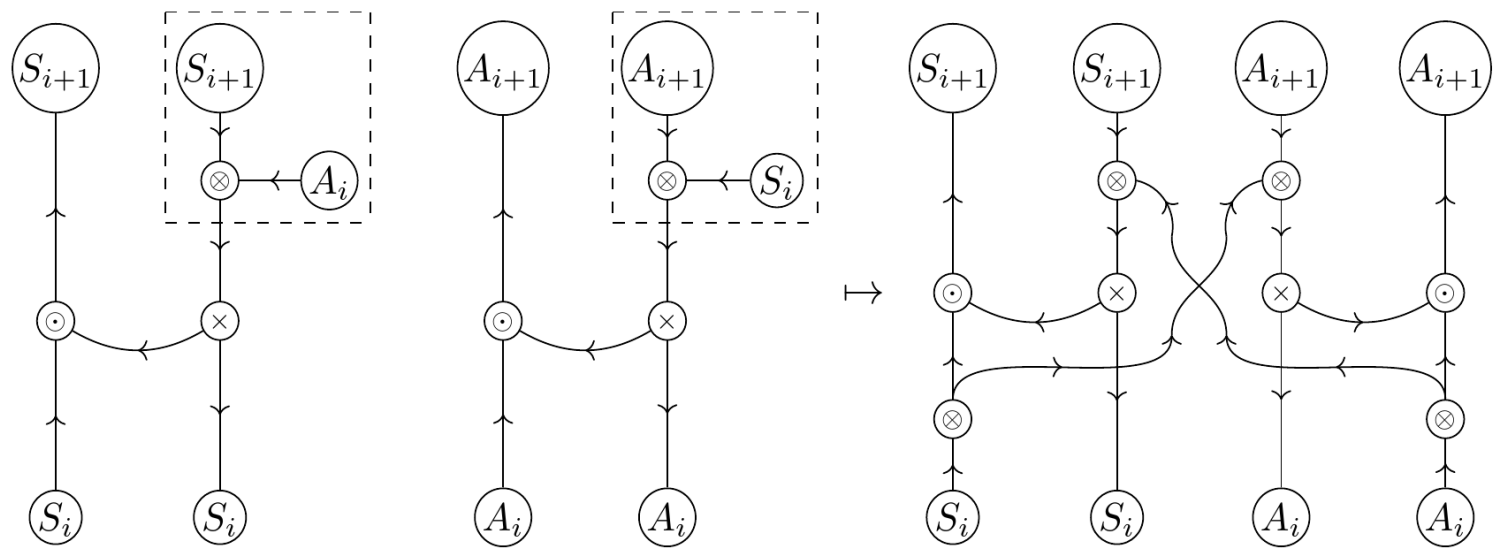 S_{i+1} S_{i+1} A_{i+1} A_{i+1} S_{i+1} S_{i+1} A_{i+1} A_{i+1}
⊗ A_i ⊗ S_i ⊗ ⊗
↦ ⊙ × × ⊙
⊙ × ⊙ ×
⊗ ⊗
S_i S_i A_i A_i S_i S_i A_i A_i